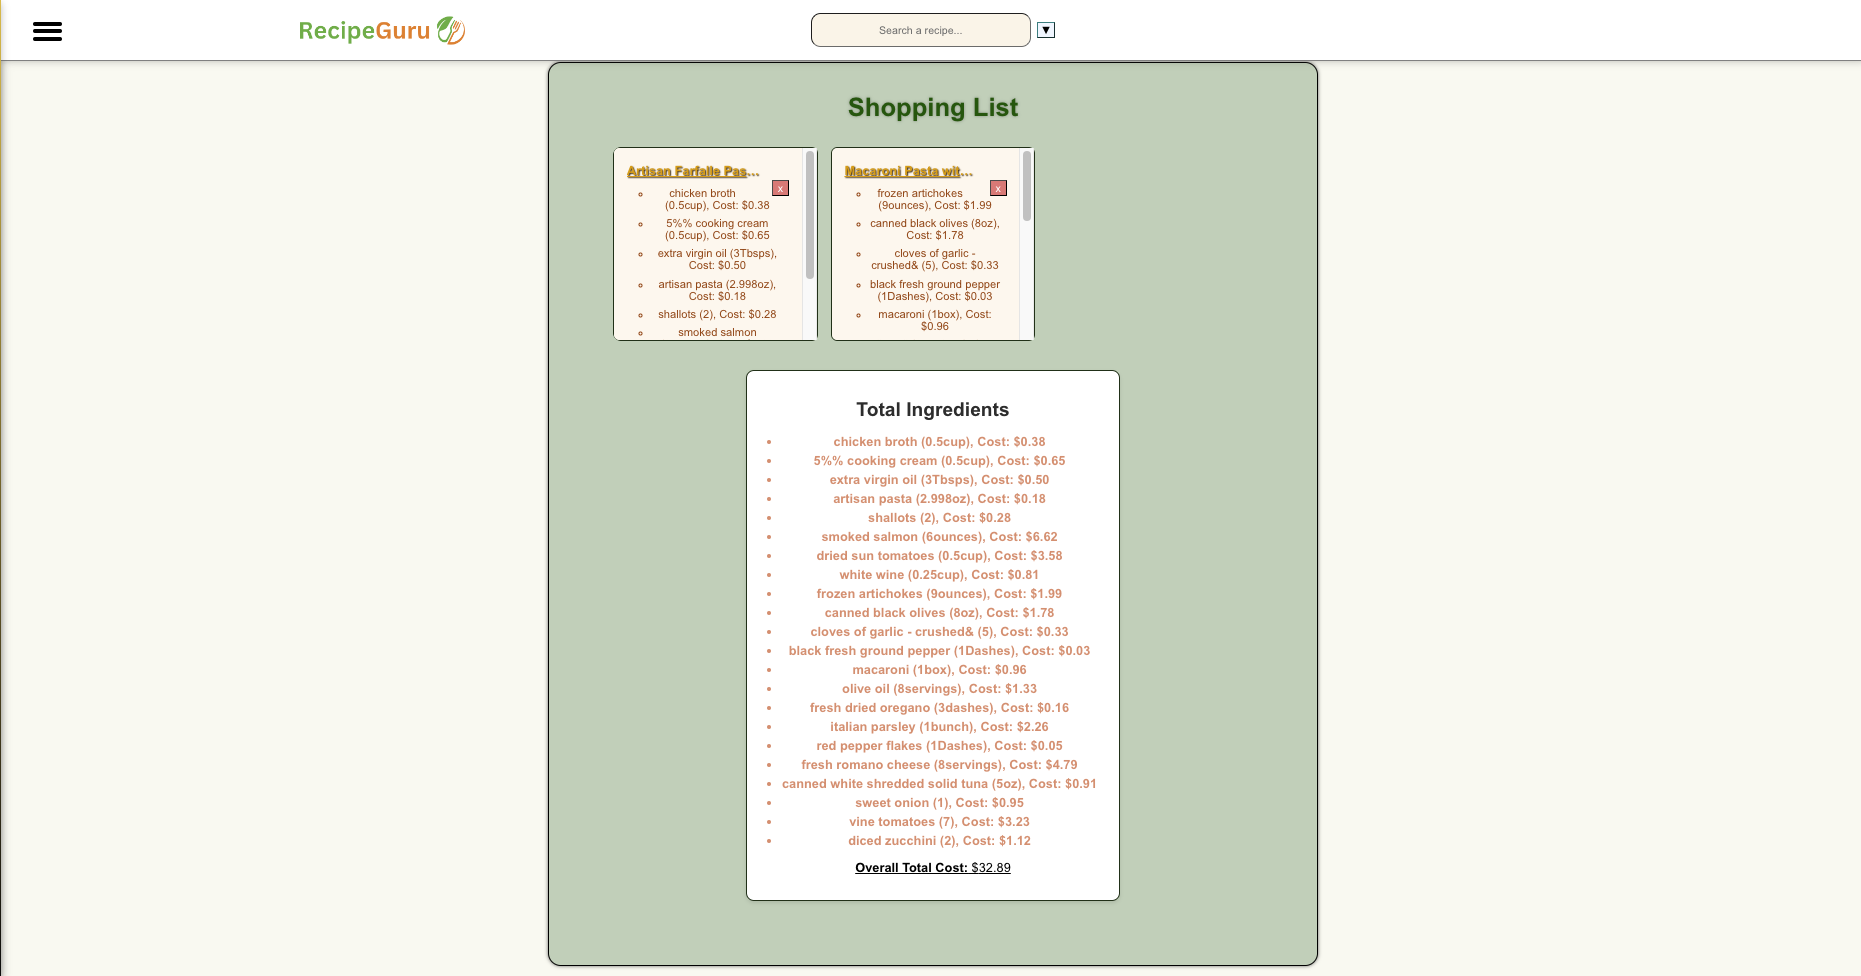 RecipeGuru
Search a recipe...
▼
Shopping List
Artisan Farfalle Pas...
x
chicken broth
(0.5cup), Cost: $0.38
5%% cooking cream
(0.5cup), Cost: $0.65
extra virgin oil (3Tbsps),
Cost: $0.50
artisan pasta (2.998oz),
Cost: $0.18
shallots (2), Cost: $0.28
smoked salmon
Macaroni Pasta wit...
x
frozen artichokes
(9ounces), Cost: $1.99
canned black olives (8oz),
Cost: $1.78
cloves of garlic -
crushed& (5), Cost: $0.33
black fresh ground pepper
(1Dashes), Cost: $0.03
macaroni (1box), Cost:
$0.96
Total Ingredients
chicken broth (0.5cup), Cost: $0.38
5%% cooking cream (0.5cup), Cost: $0.65
extra virgin oil (3Tbsps), Cost: $0.50
artisan pasta (2.998oz), Cost: $0.18
shallots (2), Cost: $0.28
smoked salmon (6ounces), Cost: $6.62
dried sun tomatoes (0.5cup), Cost: $3.58
white wine (0.25cup), Cost: $0.81
frozen artichokes (9ounces), Cost: $1.99
canned black olives (8oz), Cost: $1.78
cloves of garlic - crushed& (5), Cost: $0.33
black fresh ground pepper (1Dashes), Cost: $0.03
macaroni (1box), Cost: $0.96
olive oil (8servings), Cost: $1.33
fresh dried oregano (3dashes), Cost: $0.16
italian parsley (1bunch), Cost: $2.26
red pepper flakes (1Dashes), Cost: $0.05
fresh romano cheese (8servings), Cost: $4.79
canned white shredded solid tuna (5oz), Cost: $0.91
sweet onion (1), Cost: $0.95
vine tomatoes (7), Cost: $3.23
diced zucchini (2), Cost: $1.12
Overall Total Cost: $32.89